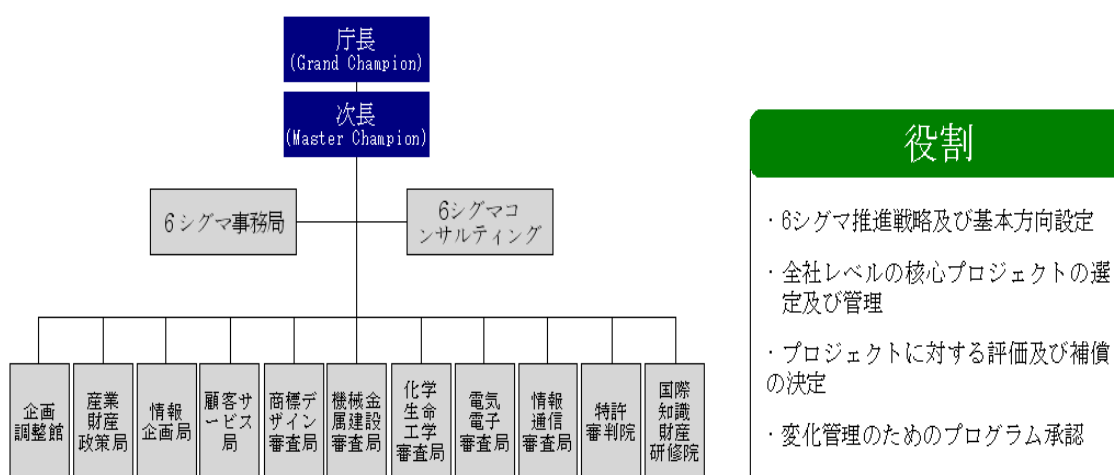 庁長
(Grand Champion)
次長
(Master Champion)
6シグマ事務局
6シグマコ
ンサルティング
企画
調整館
産業
財産
政策局
情報
企画局
顧客サ
ービス
局
商標デ
ザイン
審査局
機械金
属建設
審査局
化学
生命
工学
審査局
電気
電子
審査局
情報
通信
審査局
特許
審判院
国際
知識
財産
研修院
役割
・6シグマ推進戦略及び基本方向設定
・全社レベルの核心プロジェクトの選
定及び管理
・プロジェクトに対する評価及び補償
の決定
・変化管理のためのプログラム承認